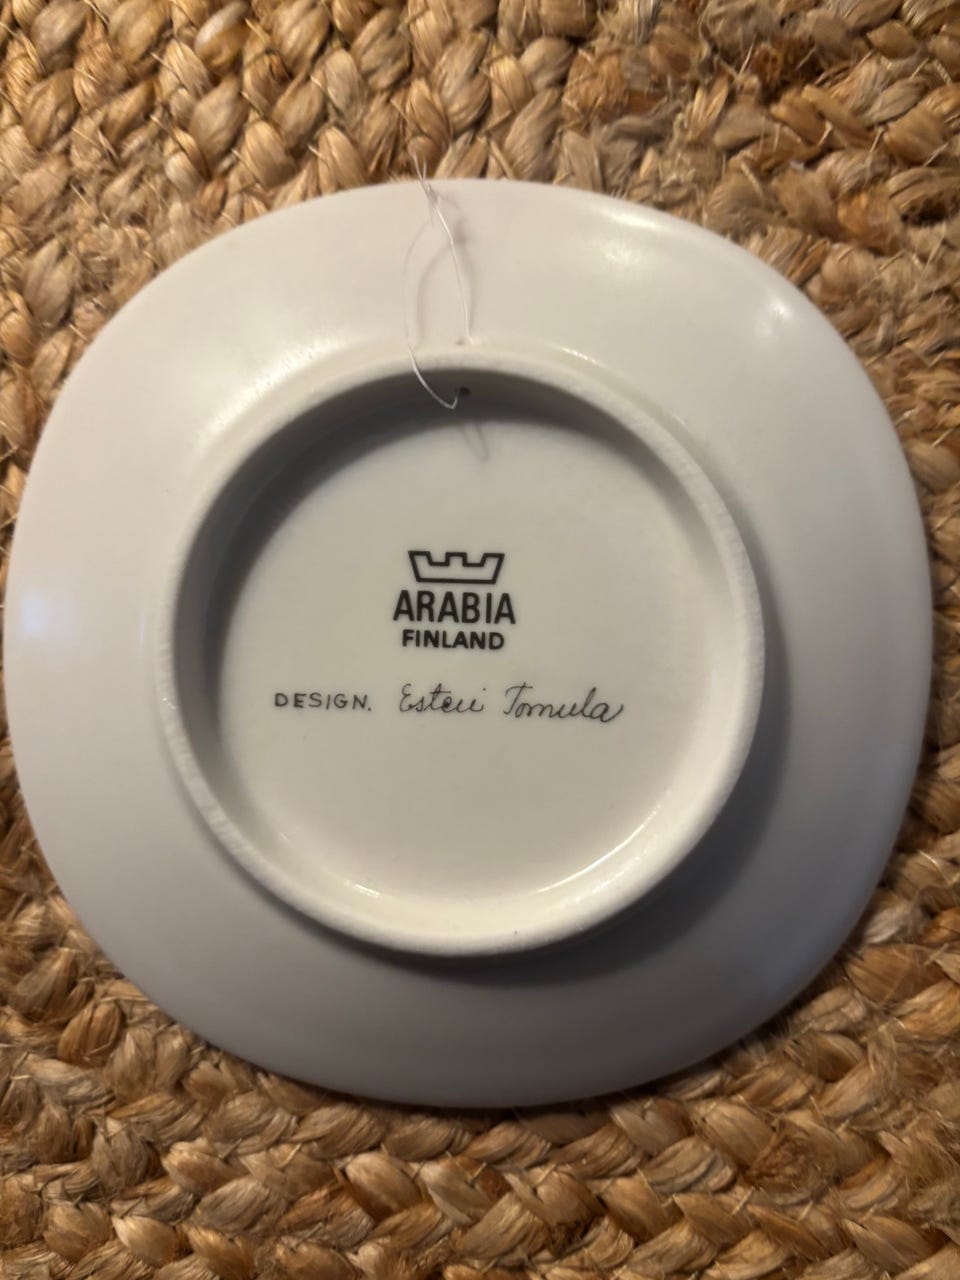 ARABIA
FINLAND
DESIGN. Esteri Tomula